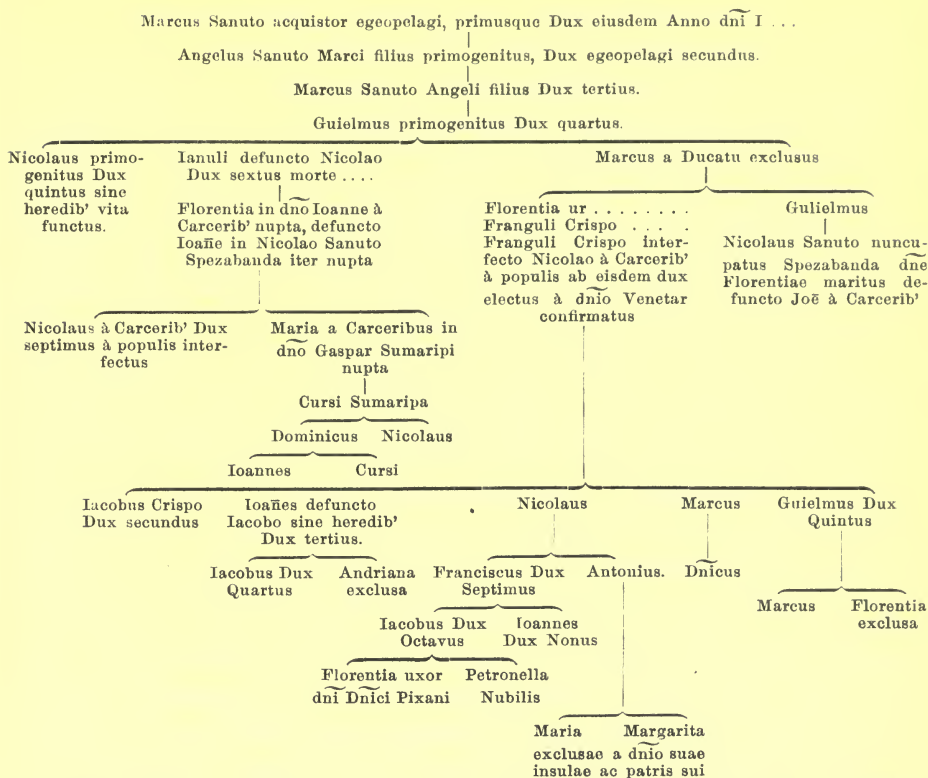 Marcus Sanuto acquistor egeopelagi, primusque Dux eiusdem Anno dn͠i I . . .
Angelus Sanuto Marci filius primogenitus, Dux egeopelagi secundus.
Marcus Sanuto Angeli filius Dux tertius.
Guielmus primogenitus Dux quartus.
Nicolaus primo-
genitus Dux
quintus sine
heredib' vita
functus.
Ianuli defuncto Nicolao
Dux sextus morte . . . .
Florentia in dn͠o Ioanne à
Carcerib' nupta, defuncto
Ioan̄e in Nicolao Sanuto
Spezabanda iter nupta
Marcus a Ducatu exclusus
Florentia ur . . . . . . . .
Franguli Crispo . . . .
Franguli Crispo inter-
fecto Nicolao à Carcerib'
à populis ab eisdem dux
electus à dn͠io Venetar
confirmatus
Gulielmus
Nicolaus Sanuto nuncu-
patus Spezabanda dn͠e
Florentiae maritus de-
functo Joē à Carcerib'
Nicolaus à Carcerib' Dux
septimus à populis inter-
fectus
Maria a Carceribus in
dn͠o Gaspar Sumaripi
nupta
Cursi Sumaripa
Dominicus Nicolaus
Ioannes Cursi
Iacobus Crispo
Dux secundus
Ioan̄es defuncto
Iacobo sine heredib'
Dux tertius.
Nicolaus
Marcus
Guielmus Dux
Quintus
Iacobus Dux
Quartus
Andriana
exclusa
Franciscus Dux
Septimus
Antonius.
Dn͠icus
Marcus
Florentia
exclusa
Iacobus Dux
Octavus
Ioannes
Dux Nonus
Florentia uxor
dn͠i Dn͠ici Pixani
Petronella
Nubilis
Maria Margarita
exclusae a dn͠io suae
insulae ac patris sui